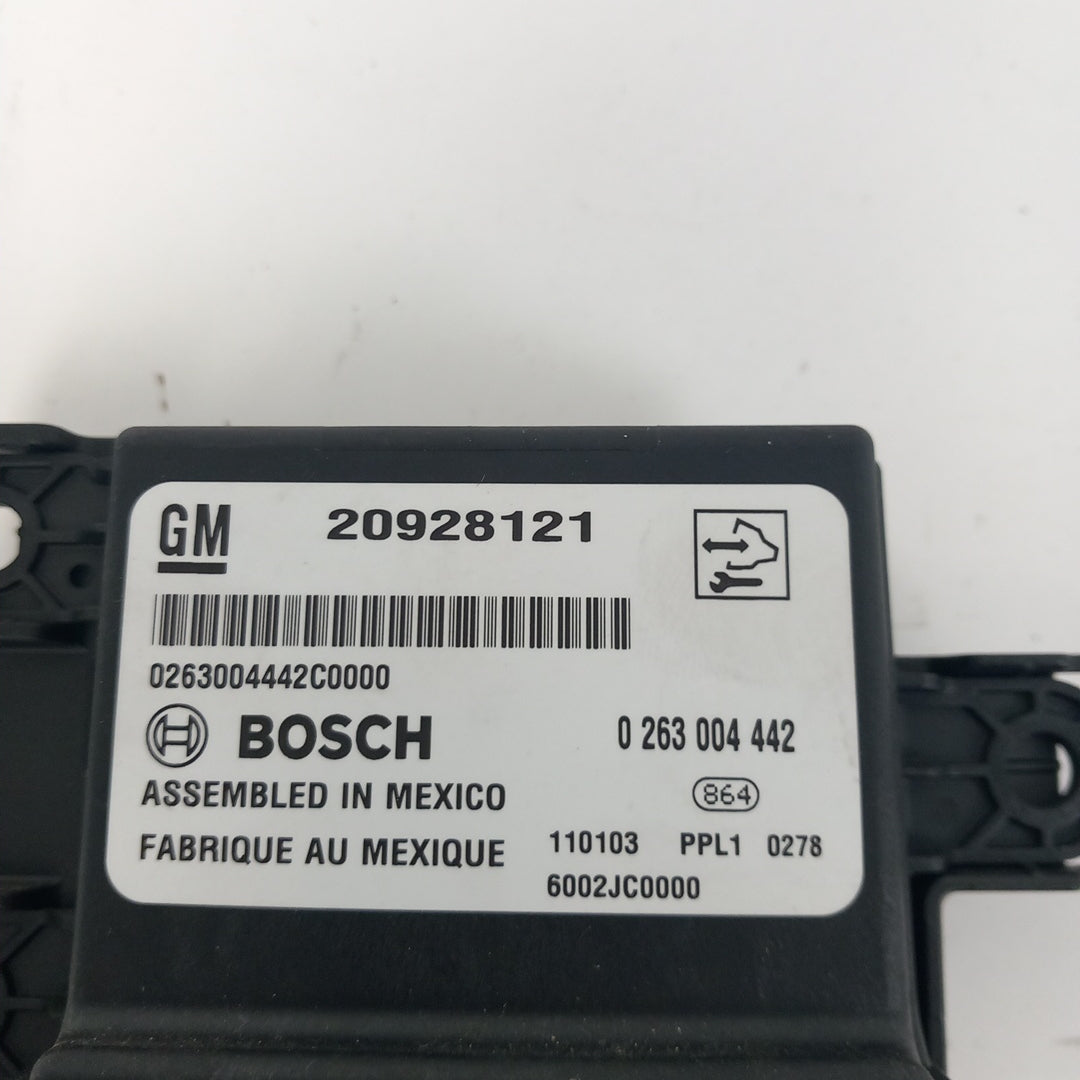 GM 20928121
0263004442C0000
BOSCH 0 263 004 442
ASSEMBLED IN MEXICO 864
FABRIQUE AU MEXIQUE 110103 PPL1 0278
6002JC0000